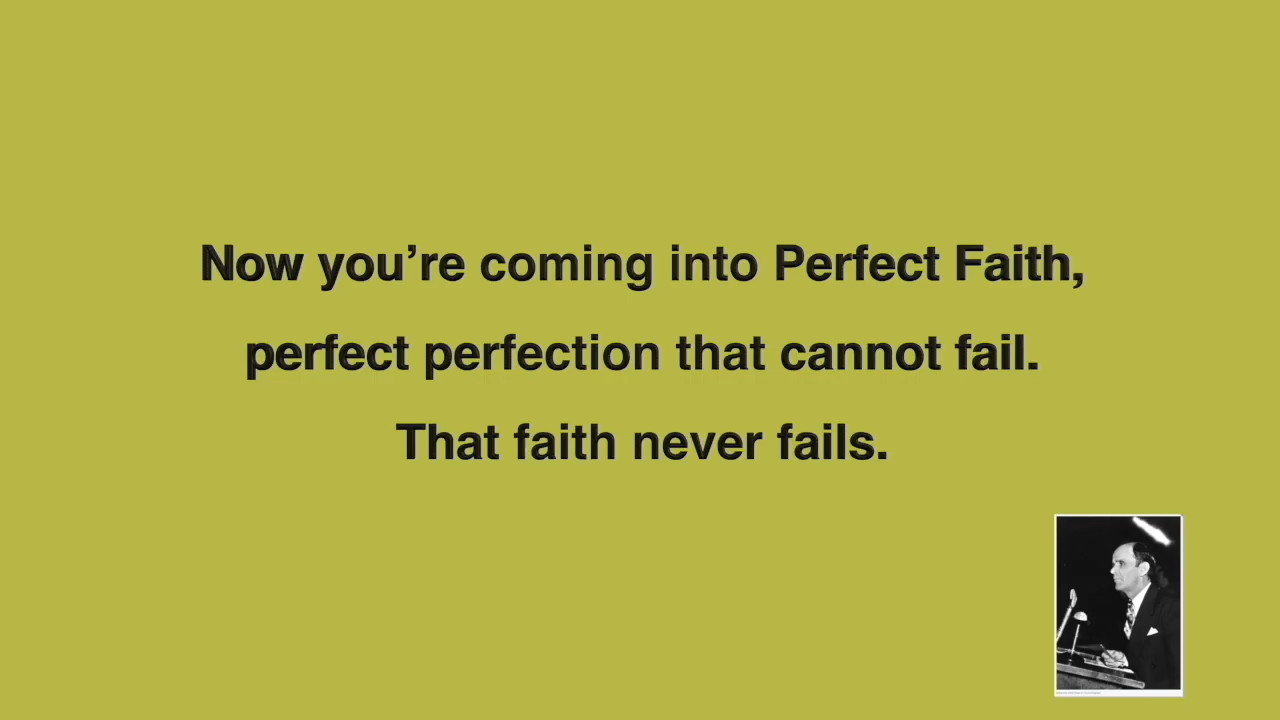 Now you’re coming into Perfect Faith,
perfect perfection that cannot fail.
That faith never fails.